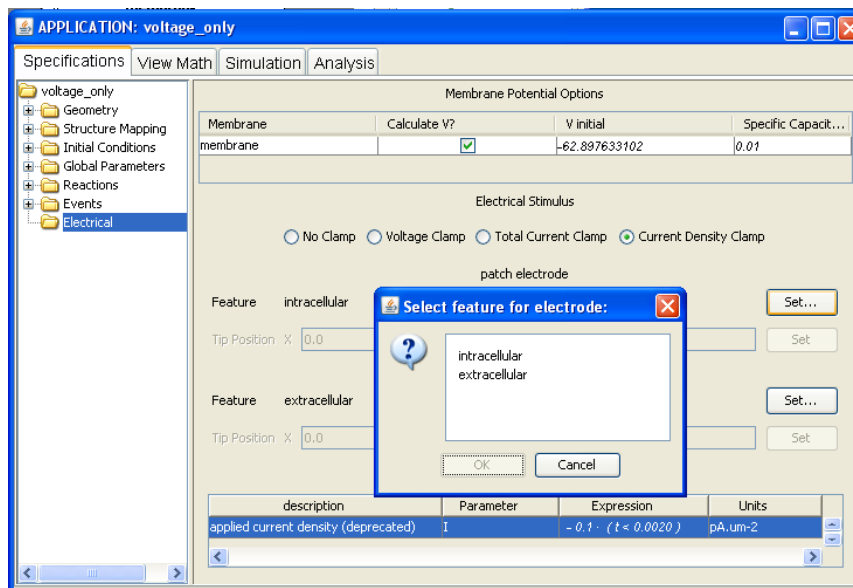 APPLICATION: voltage_only
Specifications View Math Simulation Analysis
voltage_only
Geometry
Structure Mapping
Initial Conditions
Global Parameters
Reactions
Events
Electrical
Membrane Potential Options
Membrane Calculate V? V initial Specific Capacit...
membrane -62.897633102 0.01
Electrical Stimulus
No Clamp Voltage Clamp Total Current Clamp Current Density Clamp
patch electrode
Feature intracellular Set...
Tip Position X 0.0 Set
Select feature for electrode:
intracellular
extracellular
OK Cancel
Feature extracellular Set...
Tip Position X 0.0 Set
description Parameter Expression Units
applied current density (deprecated) I - 0.1 · ( t < 0.0020 ) pA.um-2